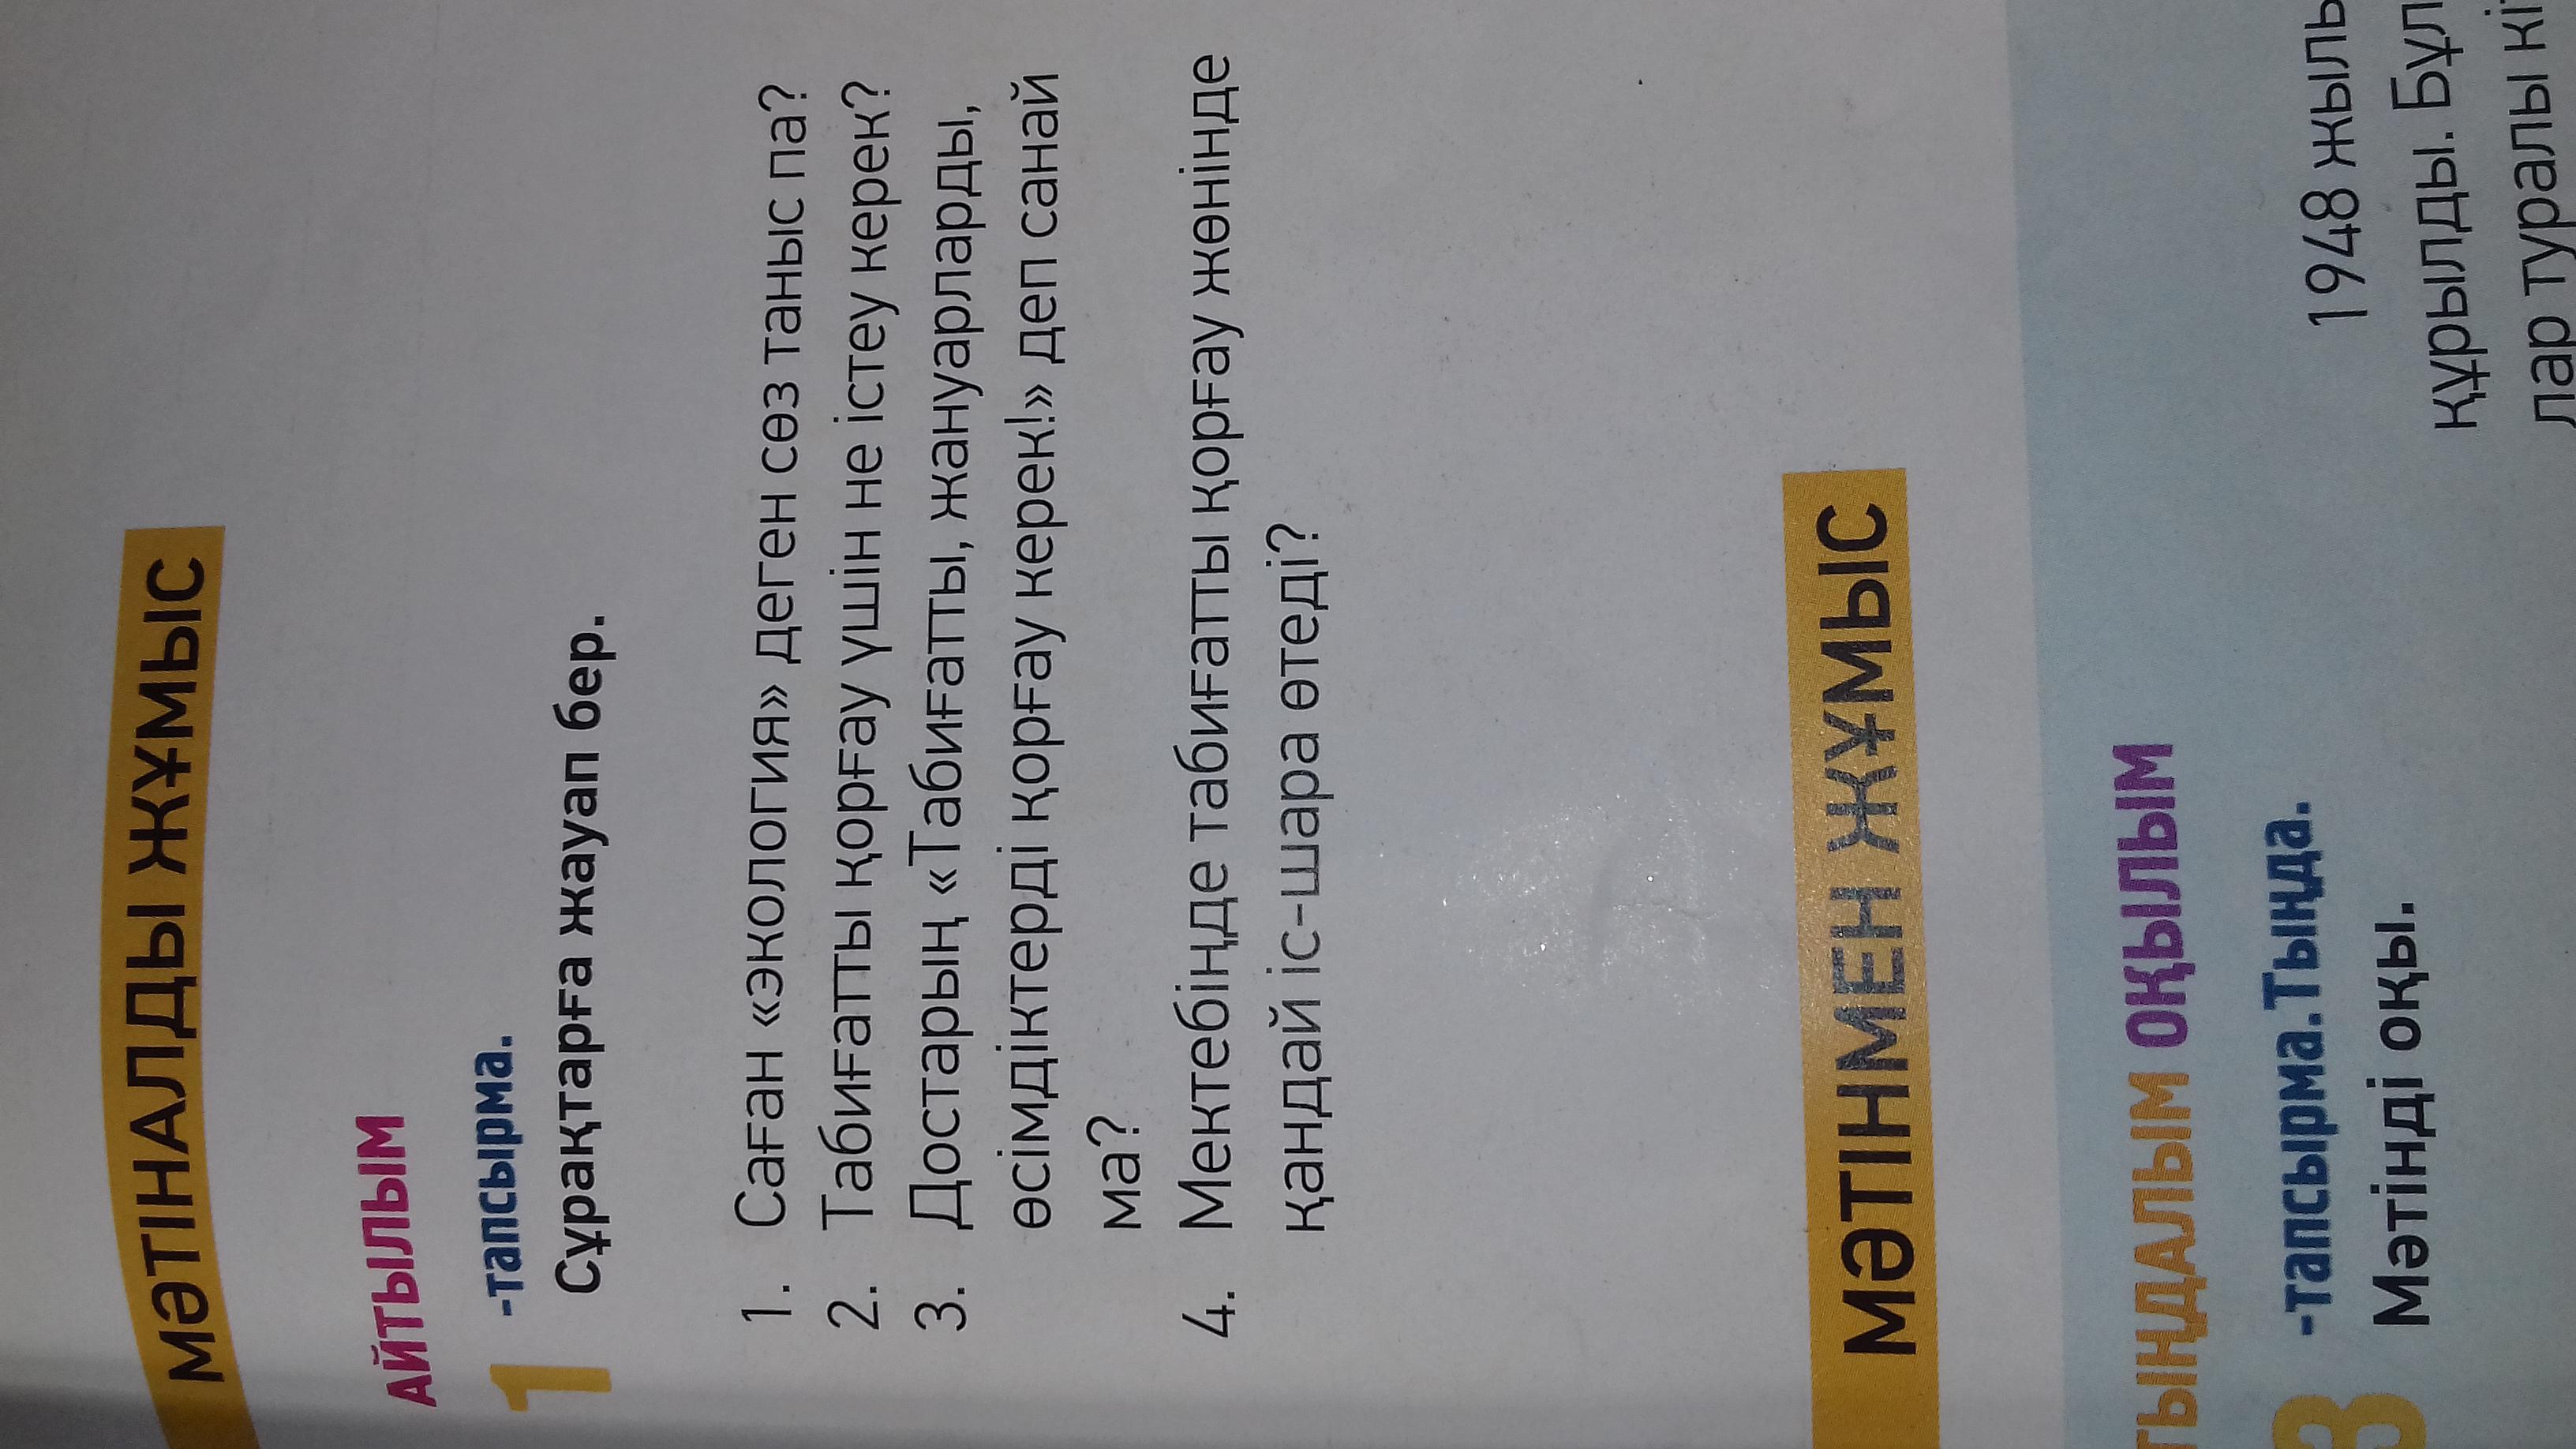 МӘТІНАЛДЫ ЖҰМЫС
АЙТЫЛЫМ
1 -тапсырма.
Сұрақтарға жауап бер.
1. Саған «экология» деген сөз таныс па?
2. Табиғатты қорғау үшін не істеу керек?
3. Достарың «Табиғатты, жануарларды,
өсімдіктерді қорғау керек!» деп санай
ма?
4. Мектебіңде табиғатты қорғау жөнінде
қандай іс-шара өтеді?
МӘТІНМЕН ЖҰМЫС
ТЫҢДАЛЫМ ОҚЫЛЫМ
3 -тапсырма.Тыңда.
Мәтінді оқы.
1948 жылы
құрылды. Бұл
лар туралы кі